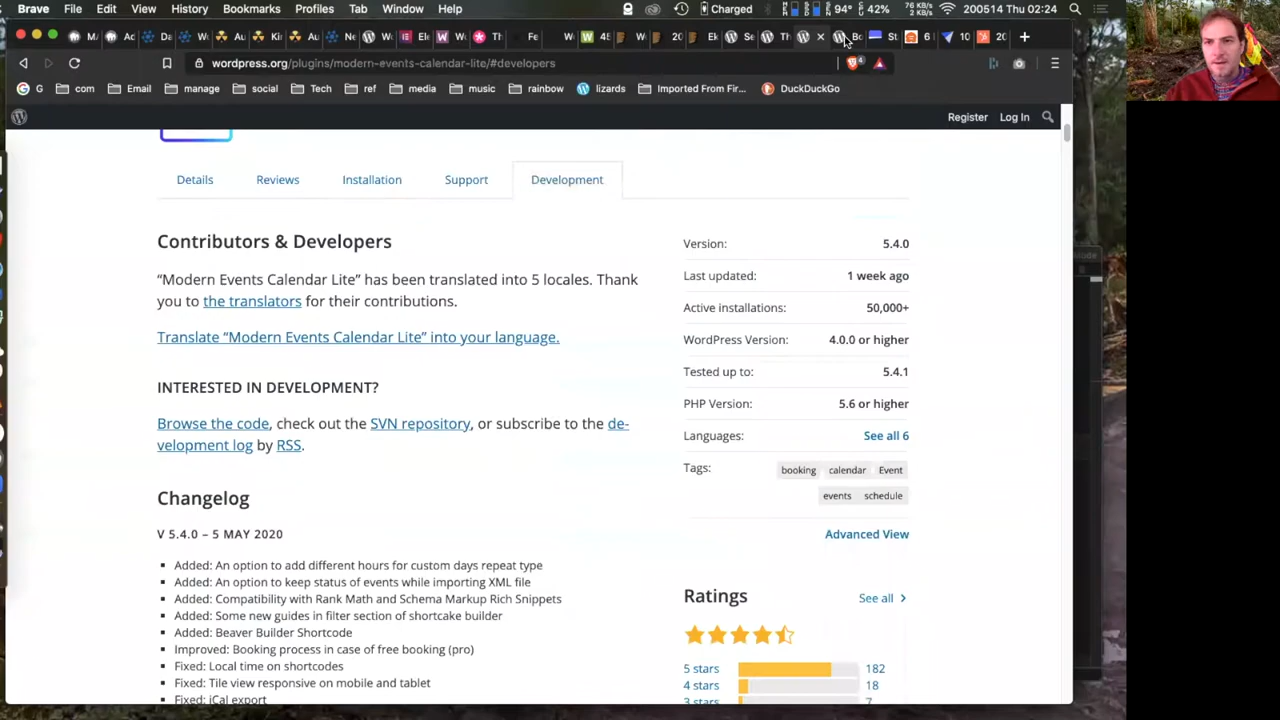 File Edit View History Bookmarks Profiles Tab Window Help Charged 94° 42% 76 KB/s 2 KB/s 200514 Thu 02:24
wordpress.org/plugins/modern-events-calendar-lite/#developers 4
G com Email manage social Tech ref media music rainbow lizards Imported From Fir... DuckDuckGo
Register Log In
Details Reviews Installation Support Development
Contributors & Developers
“Modern Events Calendar Lite” has been translated into 5 locales. Thank
you to the translators for their contributions.
Translate “Modern Events Calendar Lite” into your language.
INTERESTED IN DEVELOPMENT?
Browse the code, check out the SVN repository, or subscribe to the de-
velopment log by RSS.
Changelog
V 5.4.0 – 5 MAY 2020
Added: An option to add different hours for custom days repeat type
Added: An option to keep status of events while importing XML file
Added: Compatibility with Rank Math and Schema Markup Rich Snippets
Added: Some new guides in filter section of shortcake builder
Added: Beaver Builder Shortcode
Improved: Booking process in case of free booking (pro)
Fixed: Local time on shortcodes
Fixed: Tile view responsive on mobile and tablet
Fixed: iCal export
Version: 5.4.0
Last updated: 1 week ago
Active installations: 50,000+
WordPress Version: 4.0.0 or higher
Tested up to: 5.4.1
PHP Version: 5.6 or higher
Languages: See all 6
Tags: booking calendar Event
events schedule
Advanced View
Ratings See all
5 stars 182
4 stars 18
3 stars 7